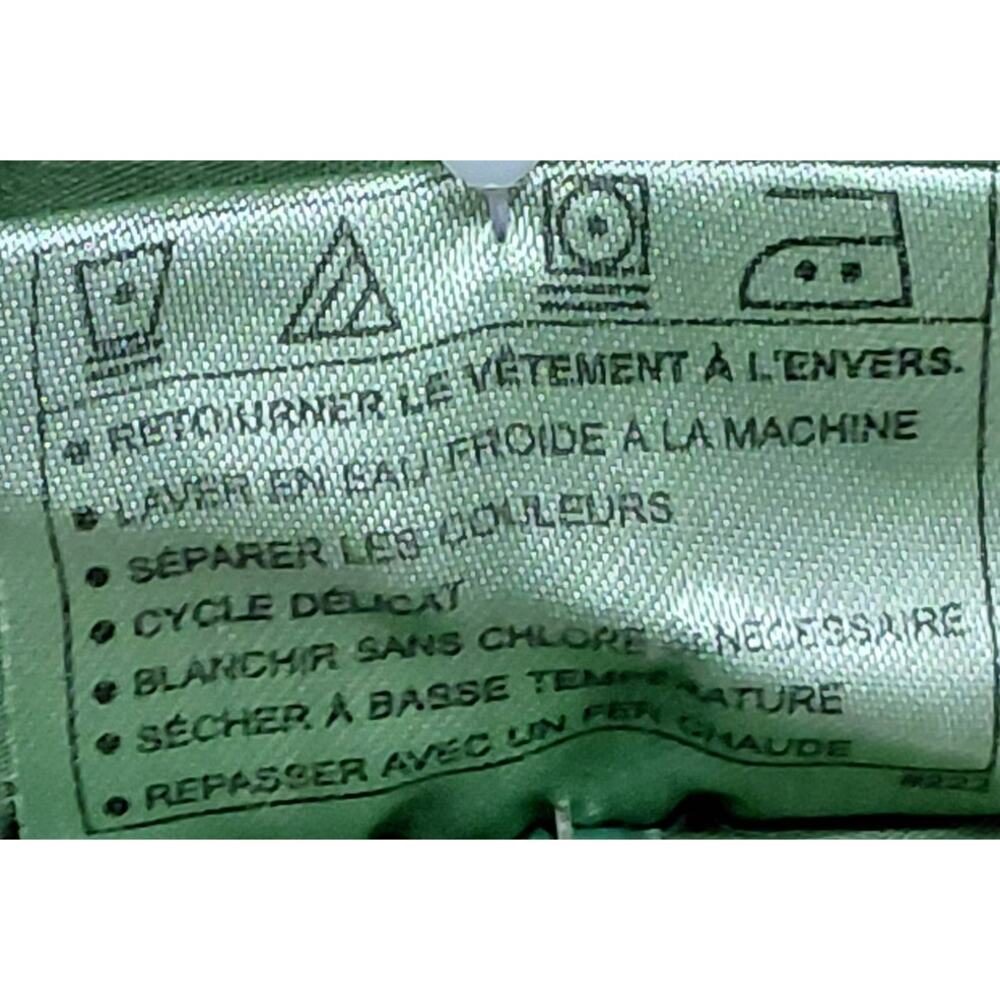 • RETOURNER LE VÊTEMENT À L'ENVERS.
• LAVER EN EAU FROIDE À LA MACHINE
• SÉPARER LES COULEURS
• CYCLE DÉLICAT
• BLANCHIR SANS CHLORE SI NÉCESSAIRE
• SÉCHER À BASSE TEMPÉRATURE
• REPASSER AVEC UN FER CHAUDE